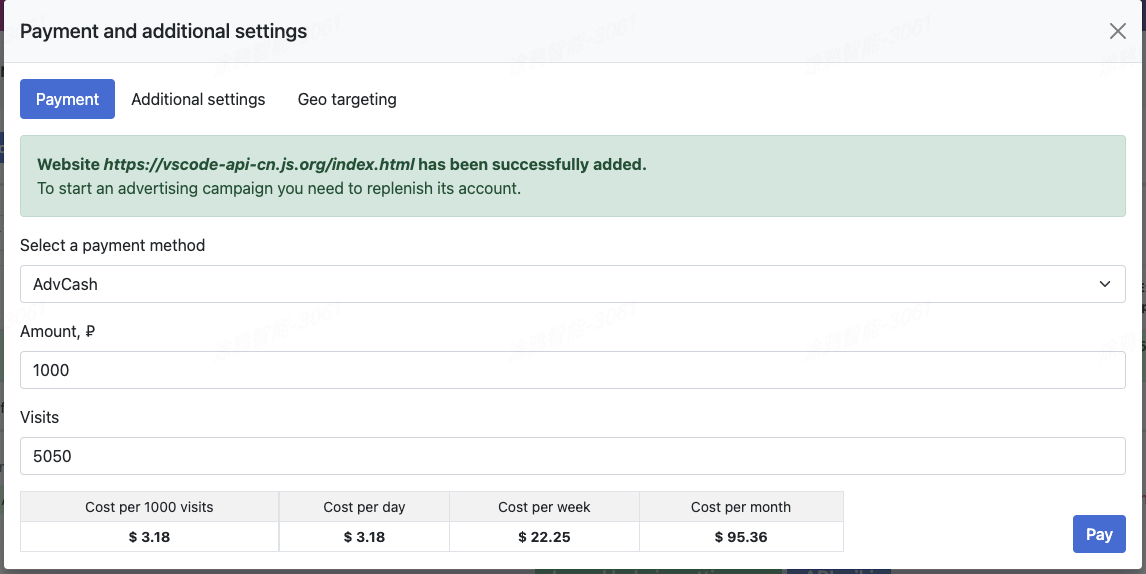 Payment and additional settings
Payment
Additional settings
Geo targeting
Website https://vscode-api-cn.js.org/index.html has been successfully added.
To start an advertising campaign you need to replenish its account.
Select a payment method
AdvCash
Amount, ₽
1000
Visits
5050
Cost per 1000 visits Cost per day Cost per week Cost per month
$ 3.18 $ 3.18 $ 22.25 $ 95.36
Pay